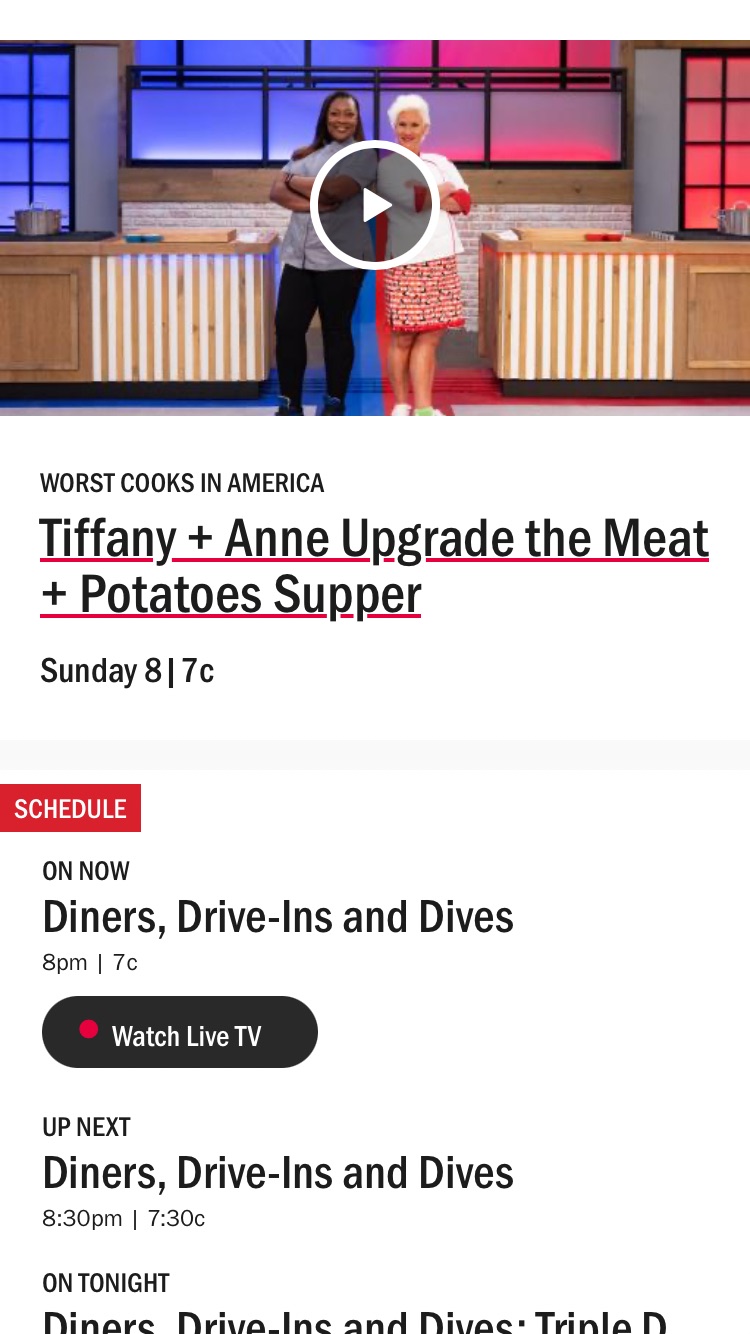 WORST COOKS IN AMERICA
Tiffany + Anne Upgrade the Meat
+ Potatoes Supper
Sunday 8 | 7c
SCHEDULE
ON NOW
Diners, Drive-Ins and Dives
8pm | 7c
Watch Live TV
UP NEXT
Diners, Drive-Ins and Dives
8:30pm | 7:30c
ON TONIGHT
Diners, Drive-Ins and Dives: Triple D